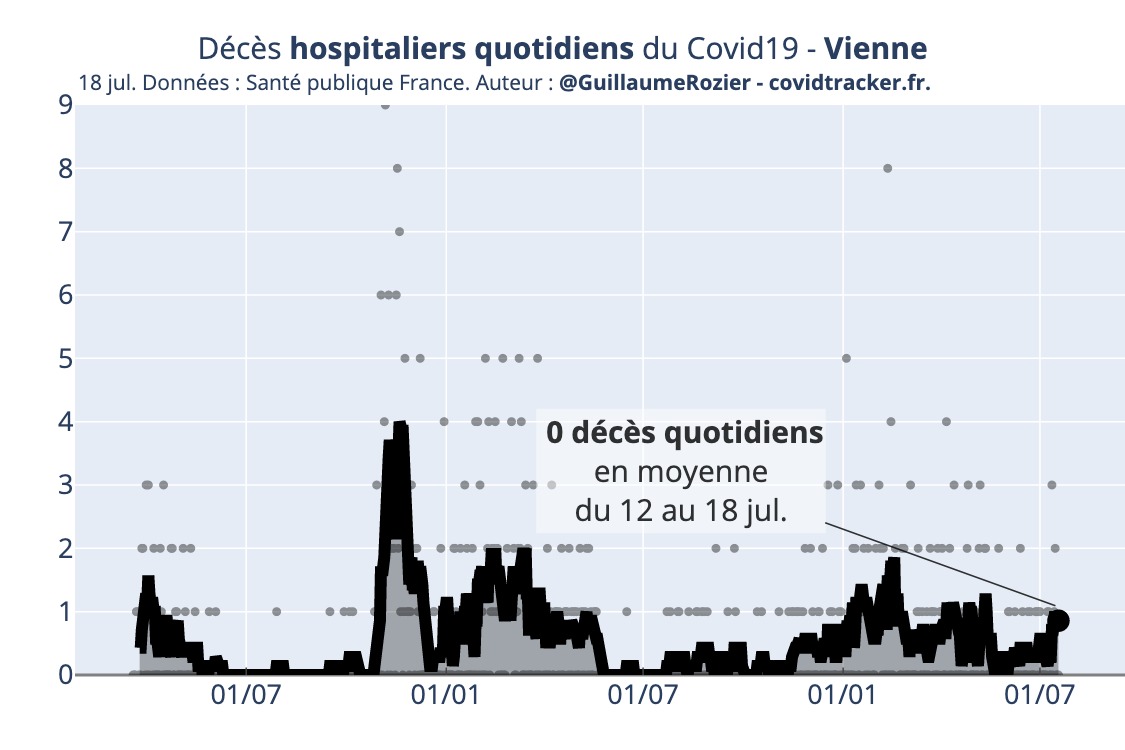 Décès hospitaliers quotidiens du Covid19 - Vienne
18 jul. Données : Santé publique France. Auteur : @GuillaumeRozier - covidtracker.fr.
9
8
7
6
5
4
3
2
1
0
0 décès quotidiens
en moyenne
du 12 au 18 jul.
01/07 01/01 01/07 01/01 01/07